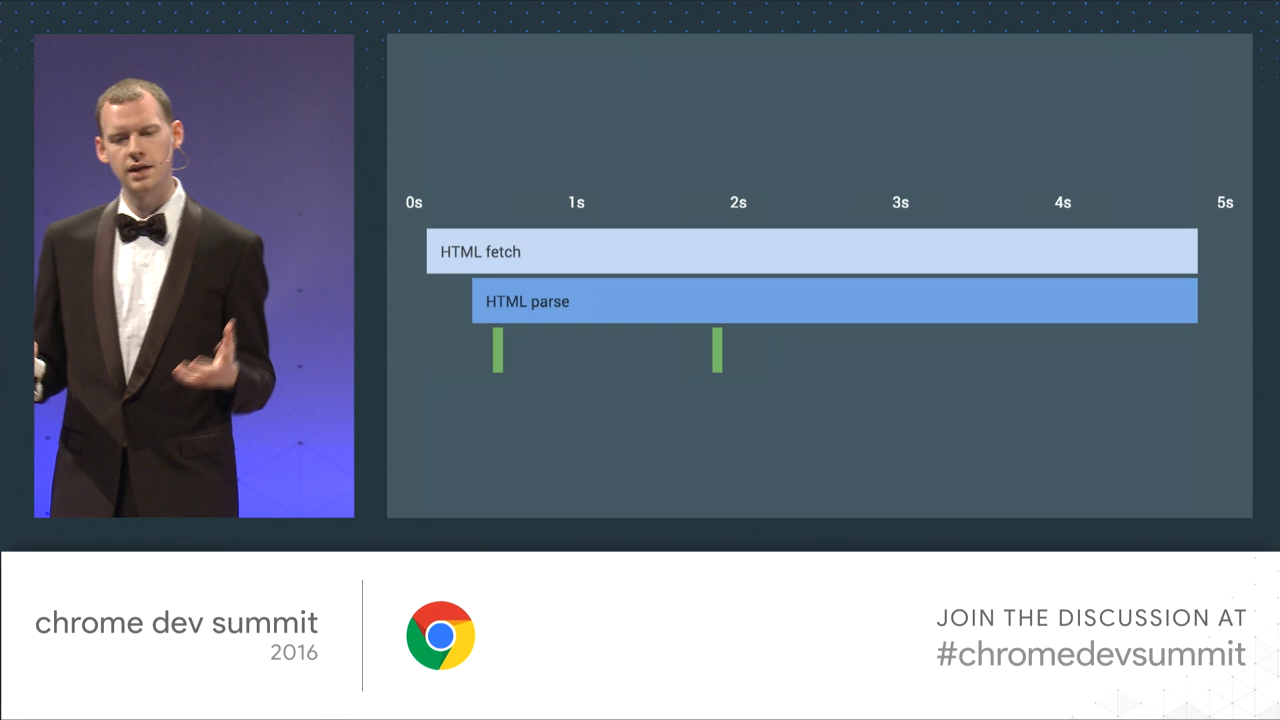 0s 1s 2s 3s 4s 5s
HTML fetch
HTML parse
chrome dev summit
2016
JOIN THE DISCUSSION AT
#chromedevsummit